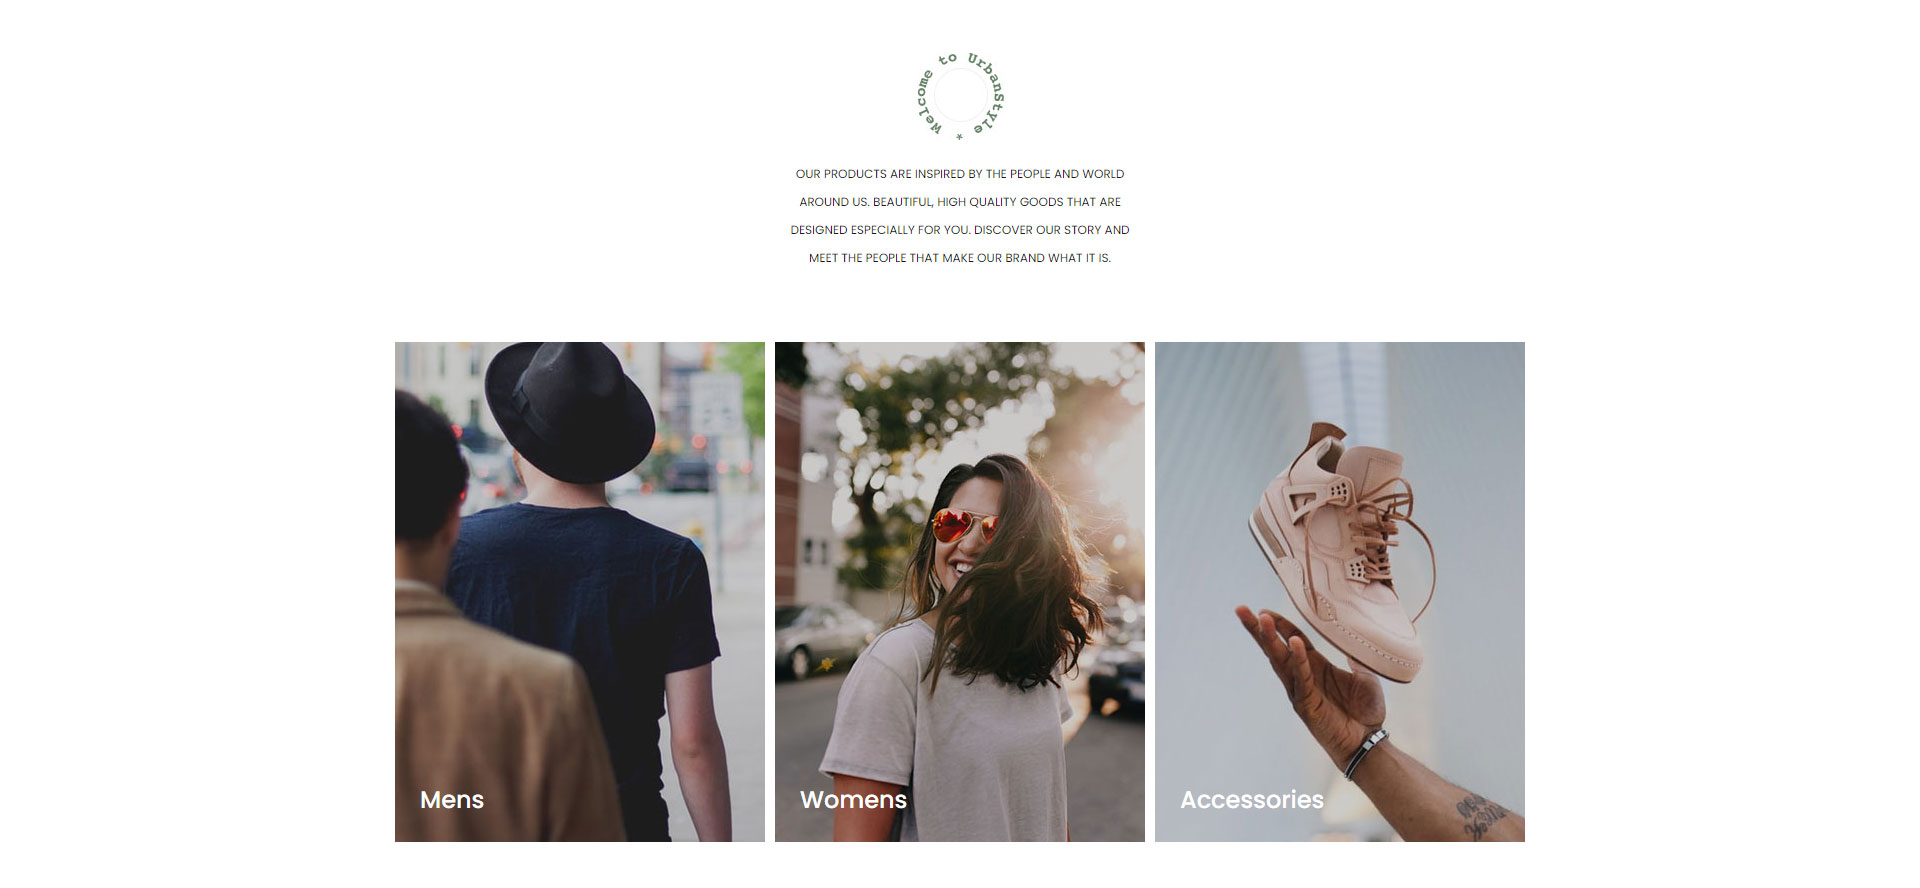 Welcome to UrbanStyle *
OUR PRODUCTS ARE INSPIRED BY THE PEOPLE AND WORLD
AROUND US. BEAUTIFUL, HIGH QUALITY GOODS THAT ARE
DESIGNED ESPECIALLY FOR YOU. DISCOVER OUR STORY AND
MEET THE PEOPLE THAT MAKE OUR BRAND WHAT IT IS.
Mens
Womens
Accessories